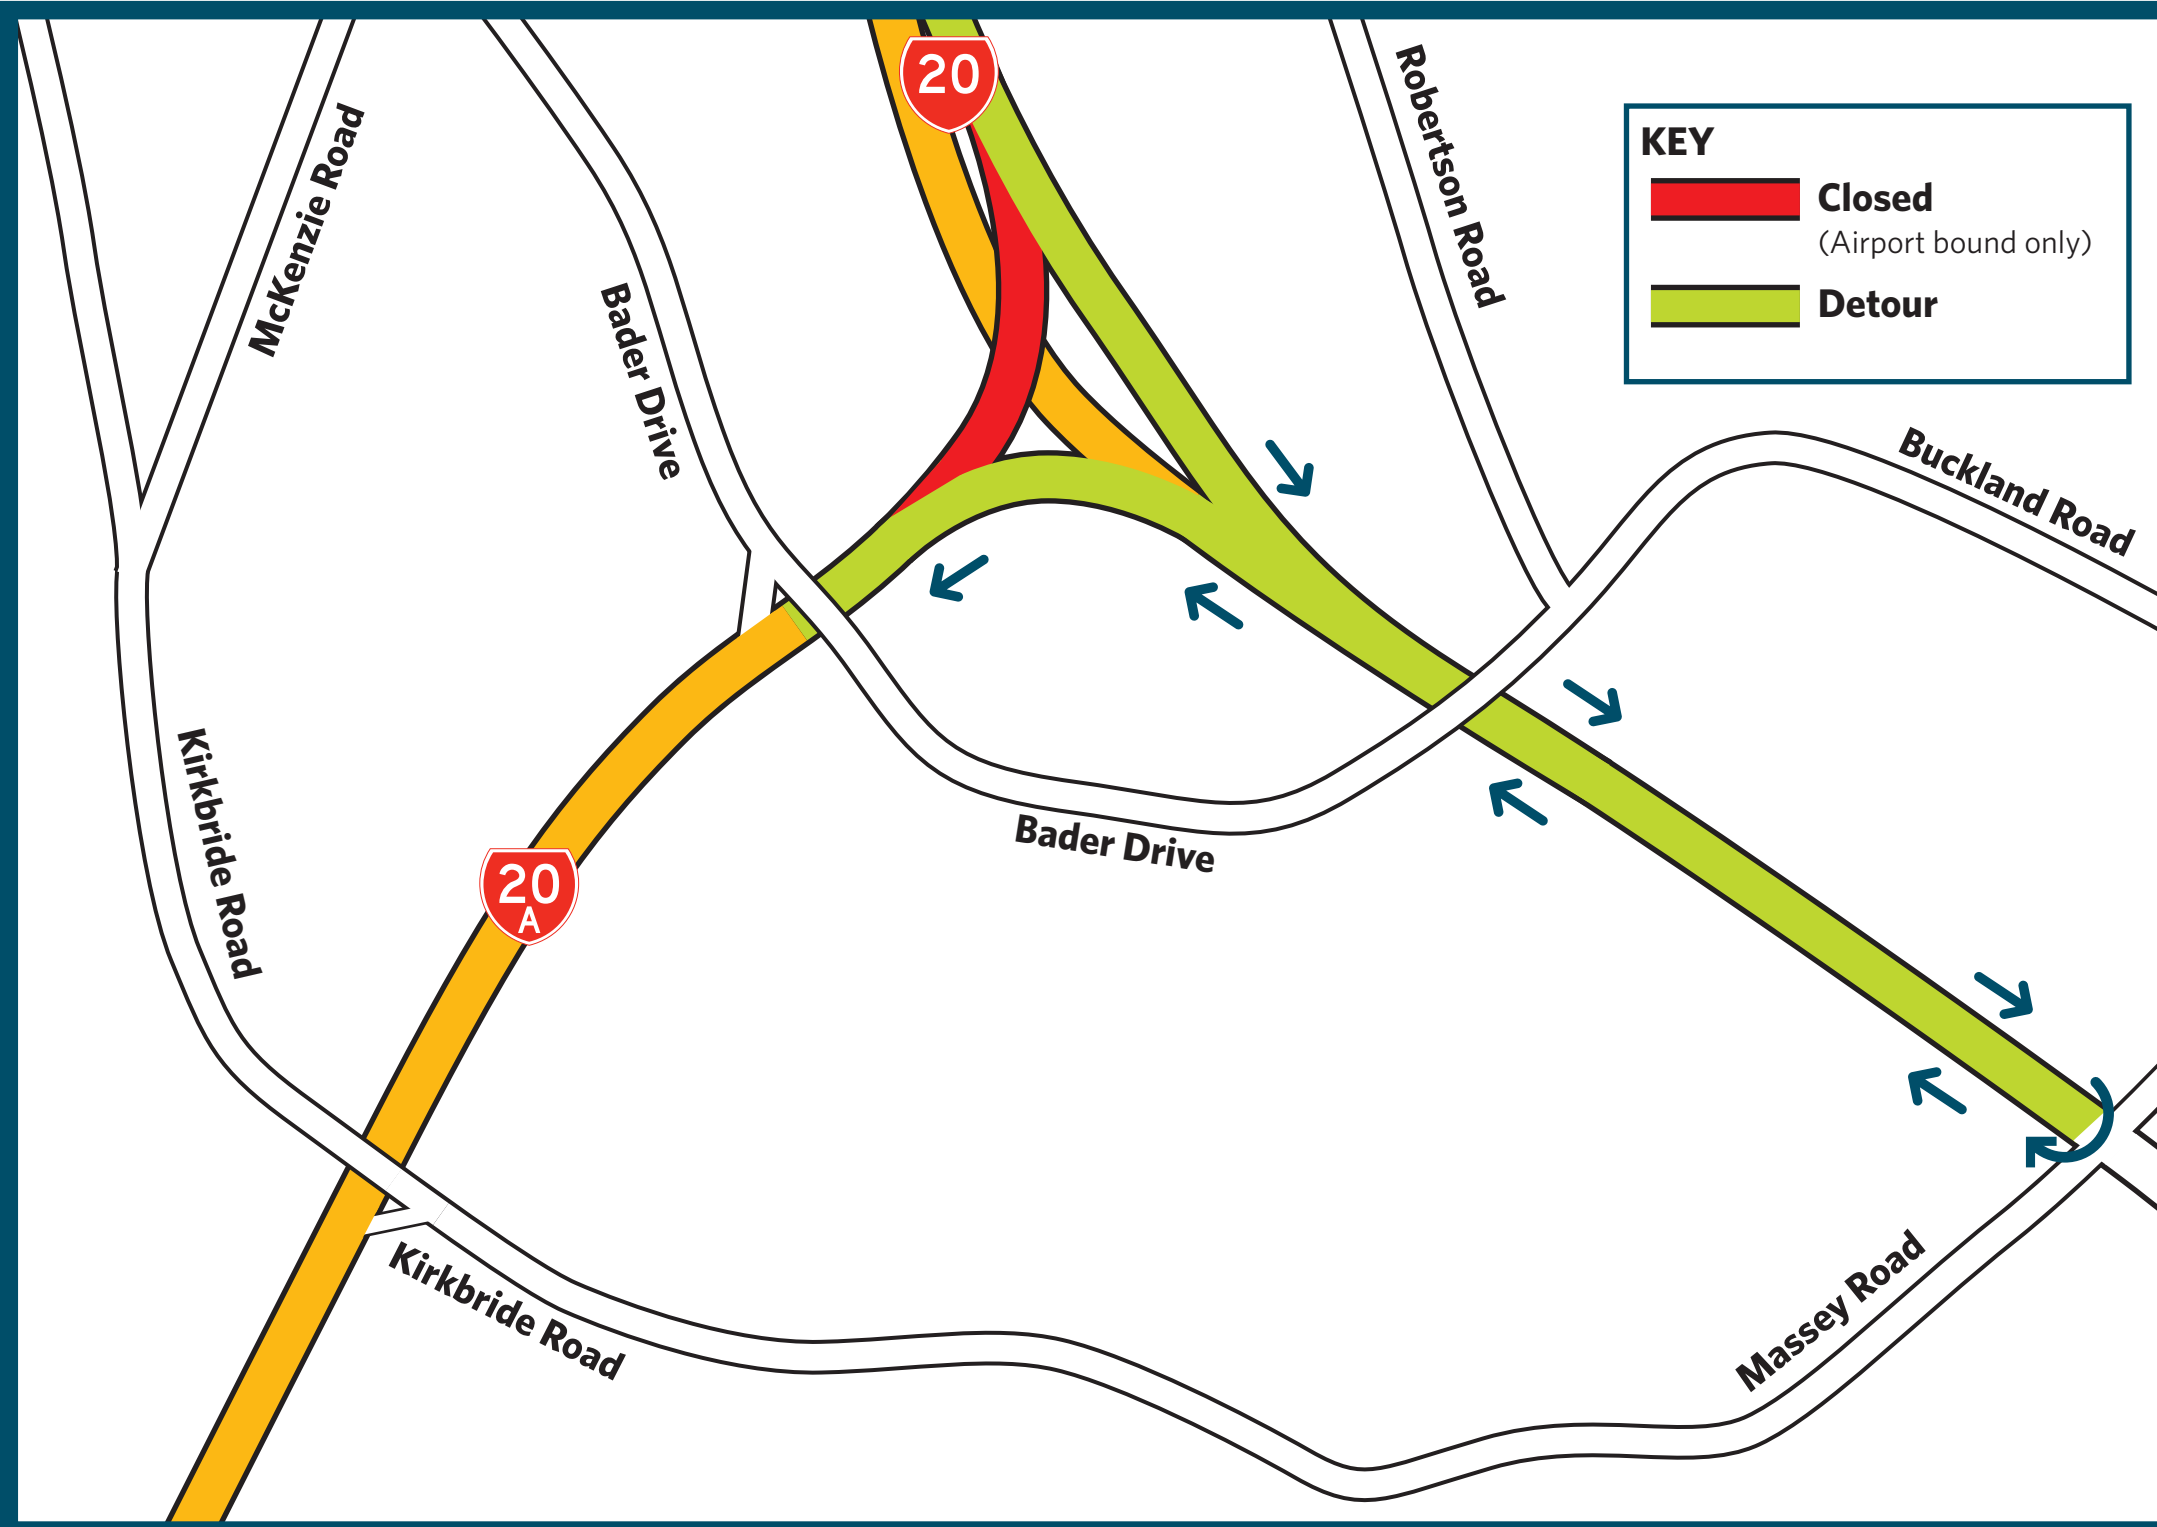 20
Robertson Road
KEY
Closed
(Airport bound only)
Detour
McKenzie Road
Bader Drive
Buckland Road
Kirkbride Road
Bader Drive
20
A
Kirkbride Road
Massey Road